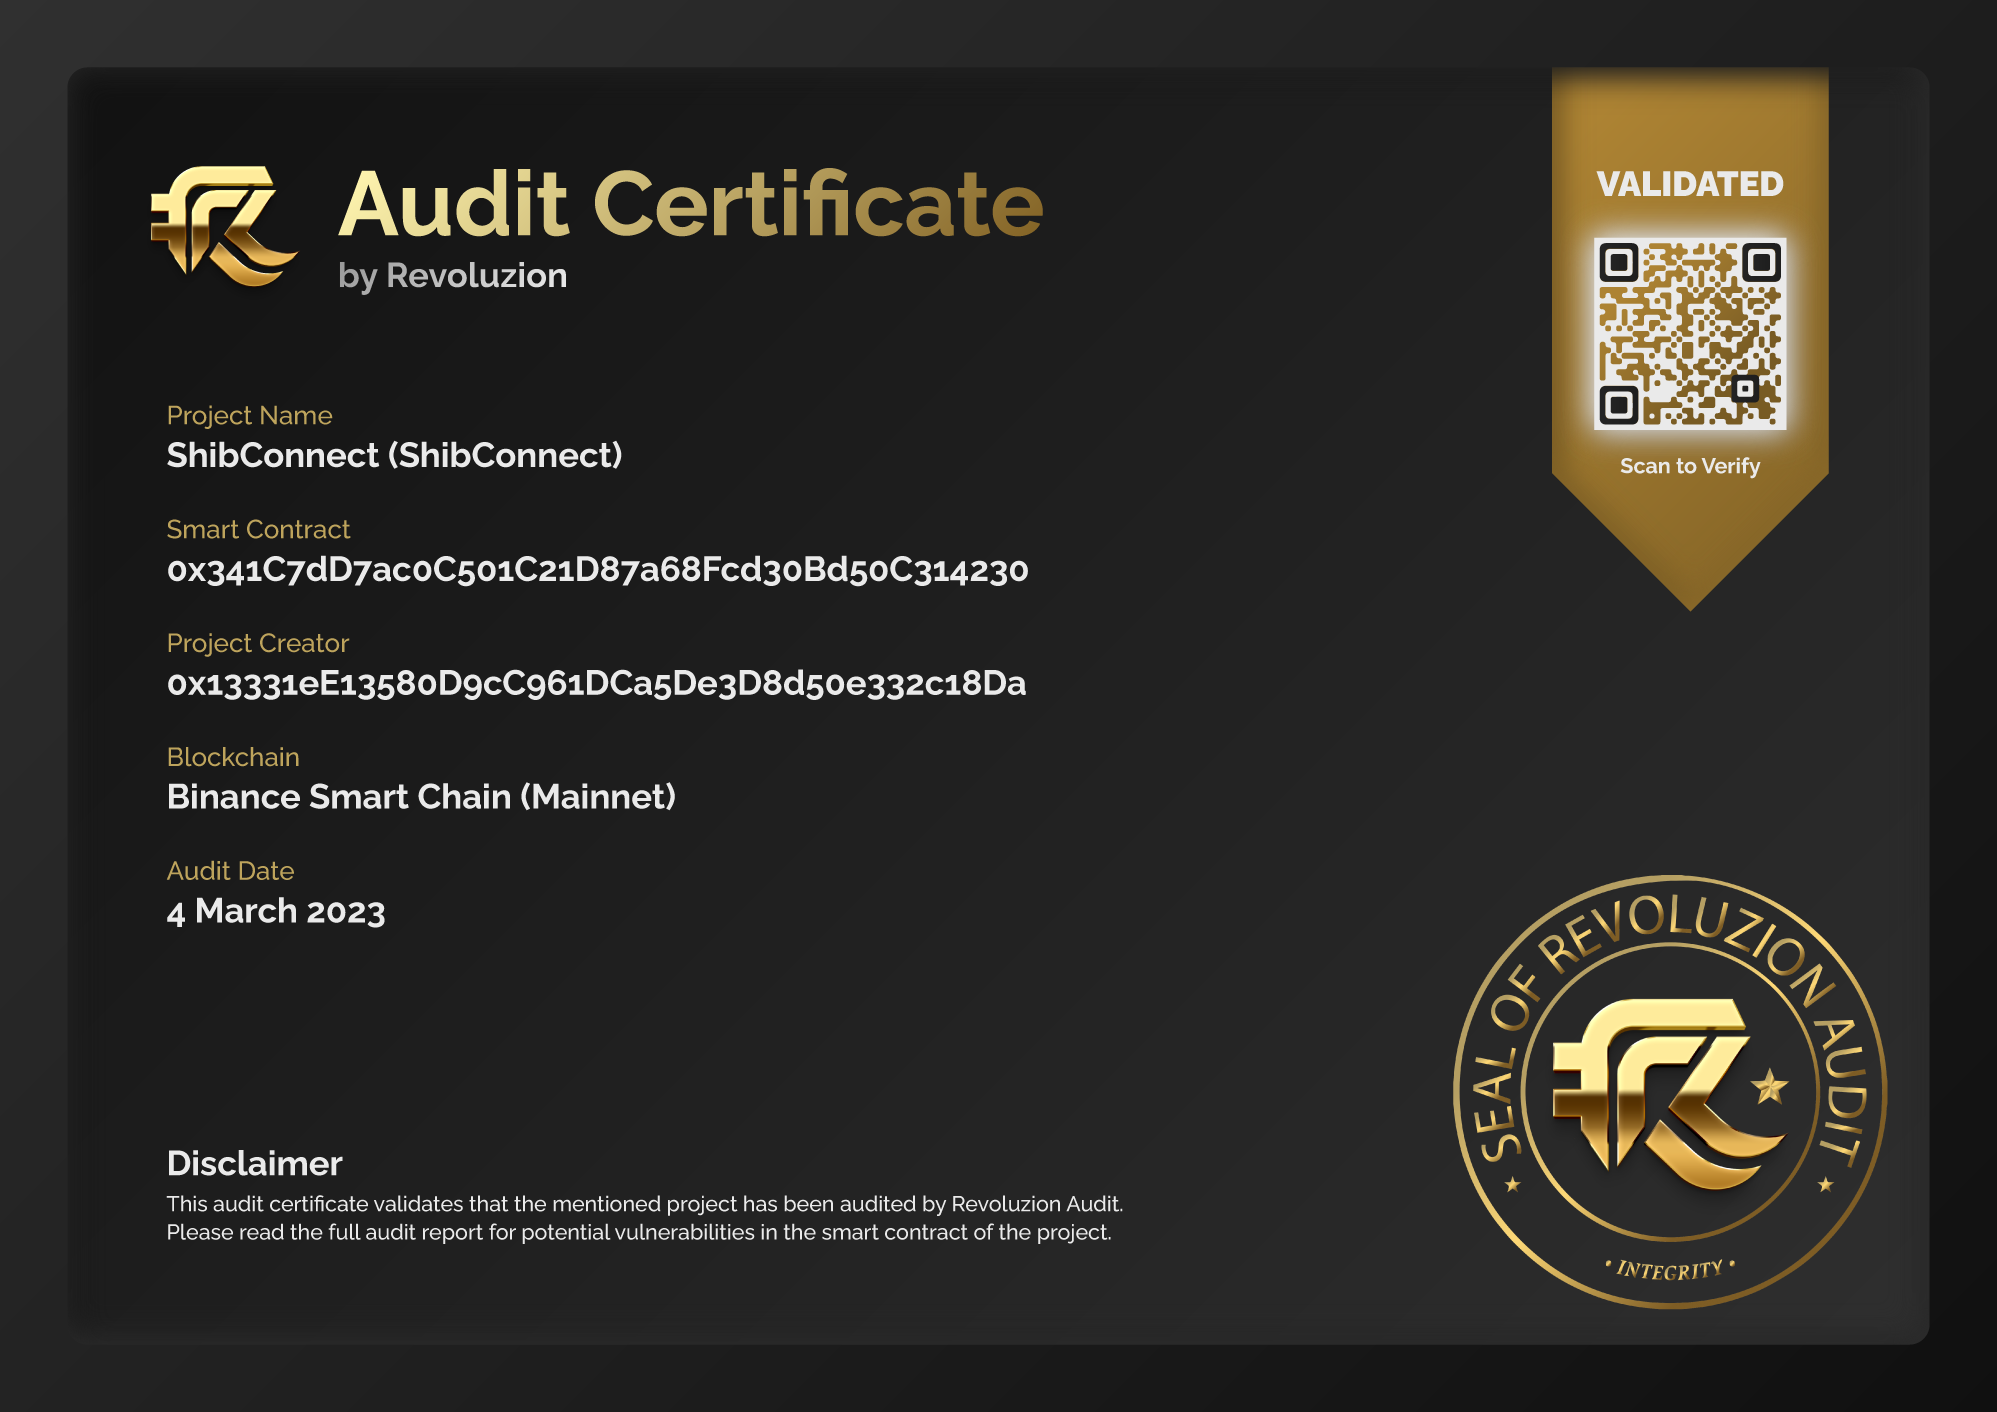 Audit Certificate
by Revoluzion
VALIDATED
Scan to Verify
Project Name
ShibConnect (ShibConnect)
Smart Contract
0x341C7dD7ac0C501C21D87a68Fcd30Bd50C314230
Project Creator
0x13331eE13580D9cC961DCa5De3D8d50e332c18Da
Blockchain
Binance Smart Chain (Mainnet)
Audit Date
4 March 2023
Disclaimer
This audit certificate validates that the mentioned project has been audited by Revoluzion Audit.
Please read the full audit report for potential vulnerabilities in the smart contract of the project.
SEAL OF REVOLUZION AUDIT
• INTEGRITY •